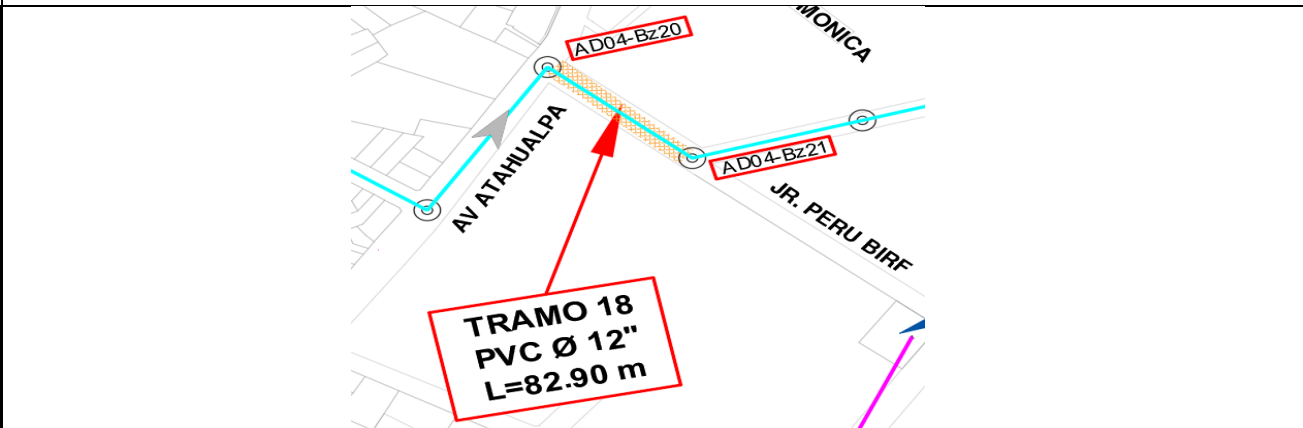 MONICA
AD04-Bz20
AV ATAHUALPA
AD04-Bz21
JR. PERU BIRF
TRAMO 18
PVC Ø 12"
L=82.90 m